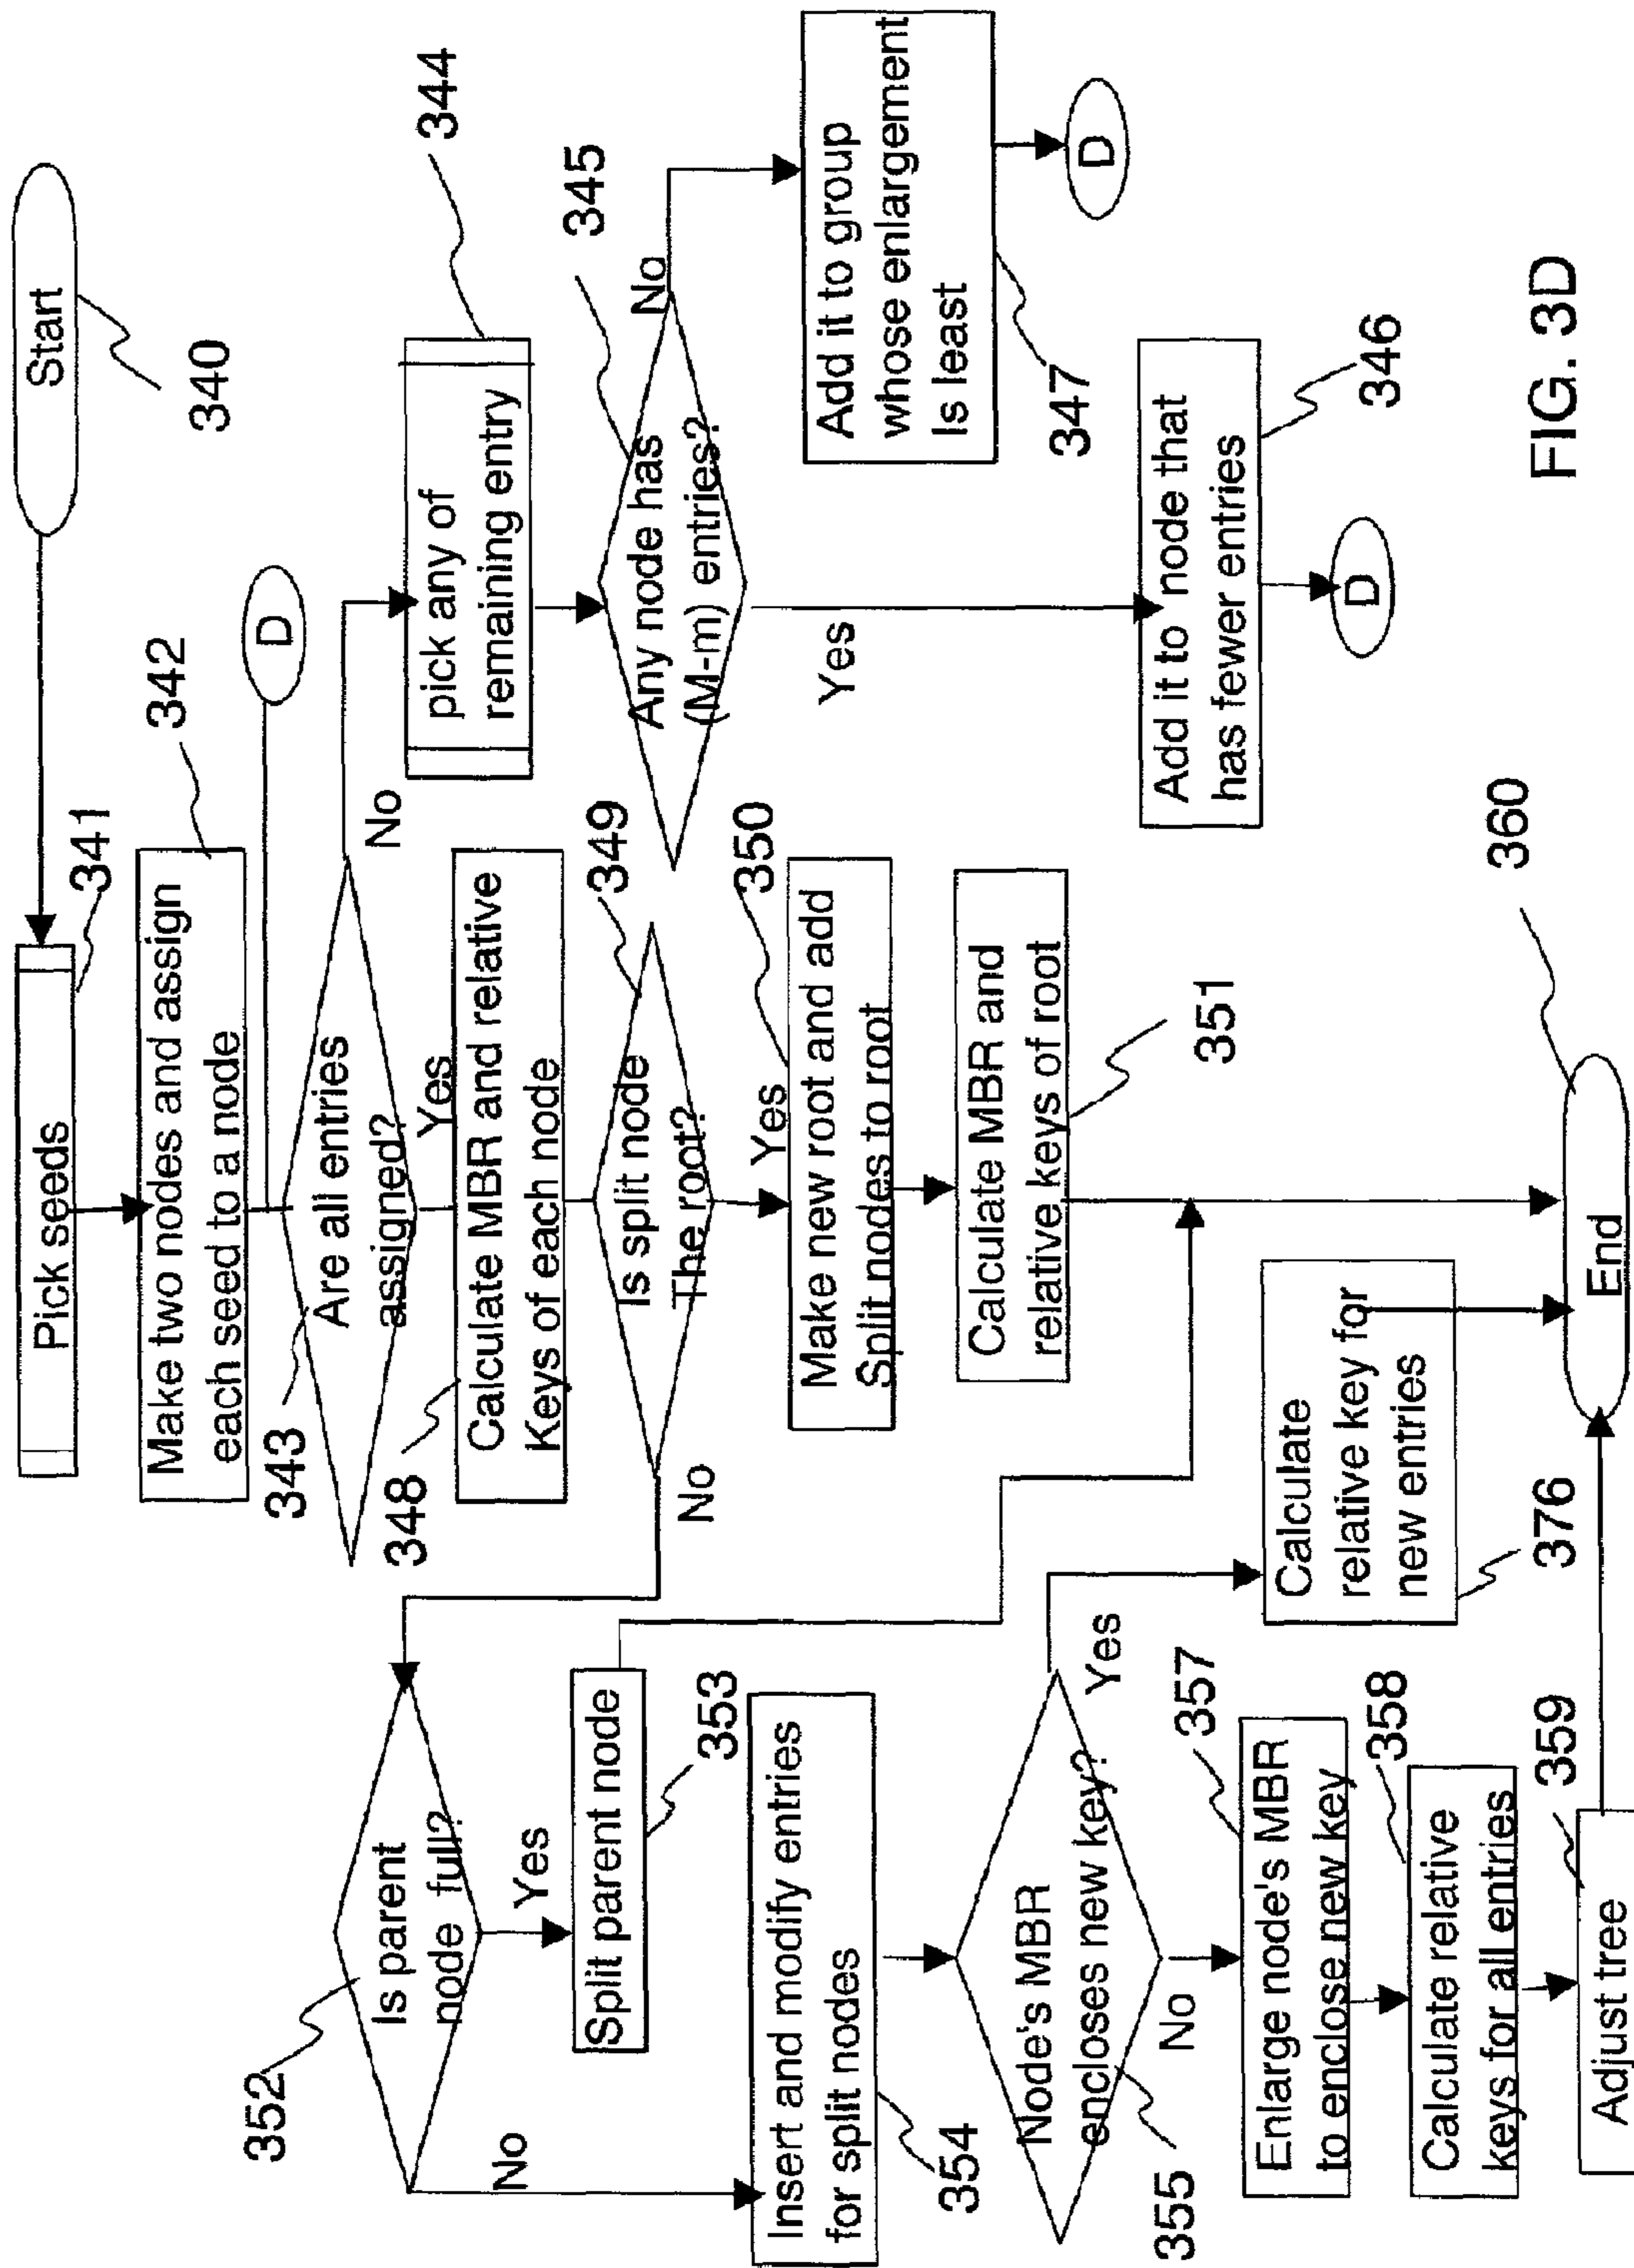 Start
340
Pick seeds
341
Make two nodes and assign
each seed to a node
342
D
343
Are all entries
assigned?
No
Yes
pick any of
remaining entry
344
345
Any node has
(M-m) entries?
No
Yes
Add it to group
whose enlargement
Is least
347
D
Add it to node that
has fewer entries
346
D
348
Calculate MBR and relative
Keys of each node
349
Is split node
The root?
No
Yes
350
Make new root and add
Split nodes to root
Calculate MBR and
relative keys of root
351
352
Is parent
node full?
Yes
No
Split parent node
353
Insert and modify entries
for split nodes
354
Node's MBR
encloses new key?
355
Yes
No
Calculate
relative key for
new entries
376
357
Enlarge node's MBR
to enclose new key
358
Calculate relative
keys for all entries
359
Adjust tree
360
End
FIG. 3D